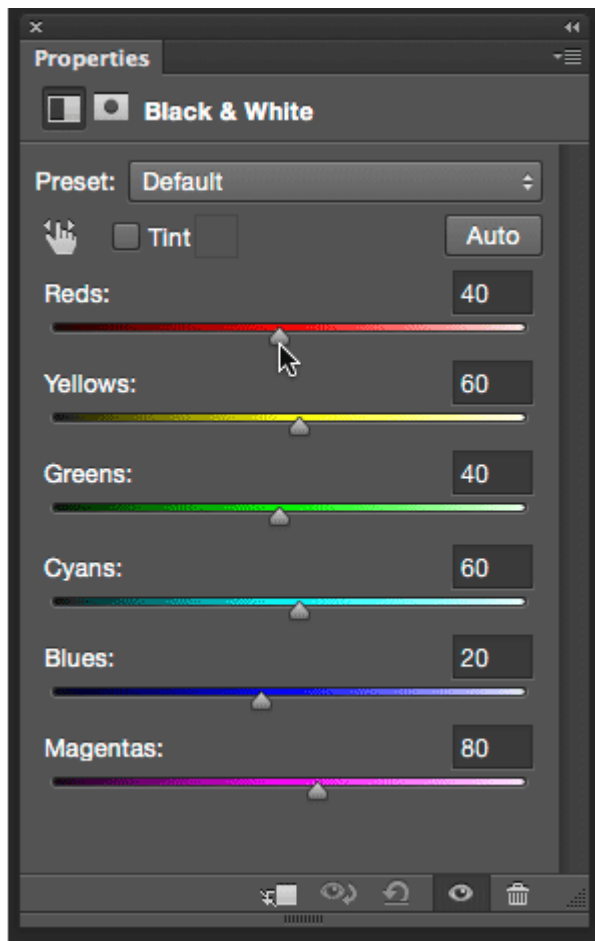 Properties
Black & White
Preset: Default
Tint Auto
Reds: 40
Yellows: 60
Greens: 40
Cyans: 60
Blues: 20
Magentas: 80